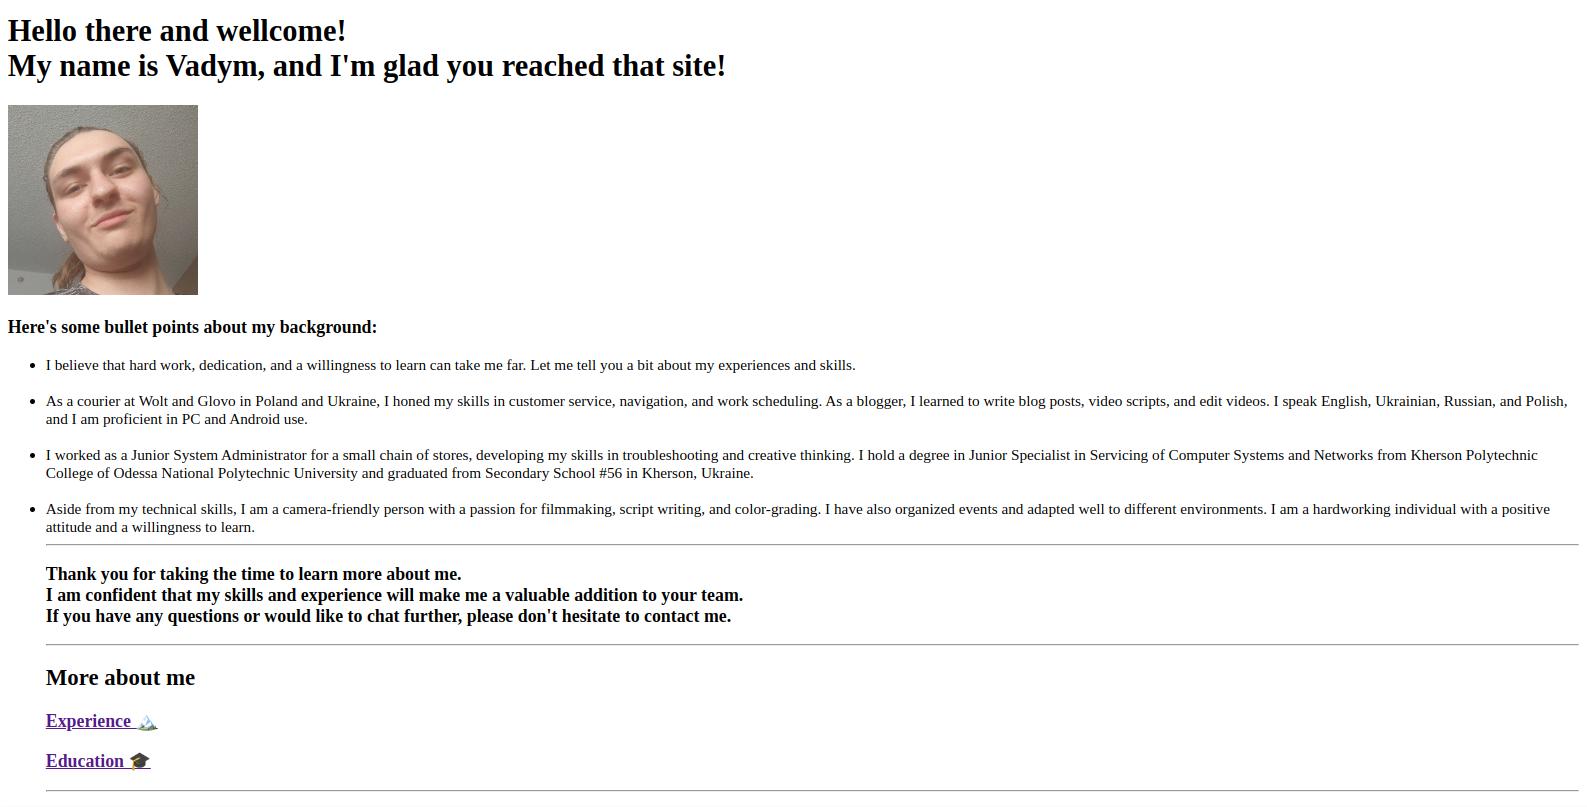 Hello there and wellcome!
My name is Vadym, and I'm glad you reached that site!
Here's some bullet points about my background:
• I believe that hard work, dedication, and a willingness to learn can take me far. Let me tell you a bit about my experiences and skills.
• As a courier at Wolt and Glovo in Poland and Ukraine, I honed my skills in customer service, navigation, and work scheduling. As a blogger, I learned to write blog posts, video scripts, and edit videos. I speak English, Ukrainian, Russian, and Polish,
and I am proficient in PC and Android use.
• I worked as a Junior System Administrator for a small chain of stores, developing my skills in troubleshooting and creative thinking. I hold a degree in Junior Specialist in Servicing of Computer Systems and Networks from Kherson Polytechnic
College of Odessa National Polytechnic University and graduated from Secondary School #56 in Kherson, Ukraine.
• Aside from my technical skills, I am a camera-friendly person with a passion for filmmaking, script writing, and color-grading. I have also organized events and adapted well to different environments. I am a hardworking individual with a positive
attitude and a willingness to learn.
Thank you for taking the time to learn more about me.
I am confident that my skills and experience will make me a valuable addition to your team.
If you have any questions or would like to chat further, please don't hesitate to contact me.
More about me
Experience 🏔️
Education 🎓